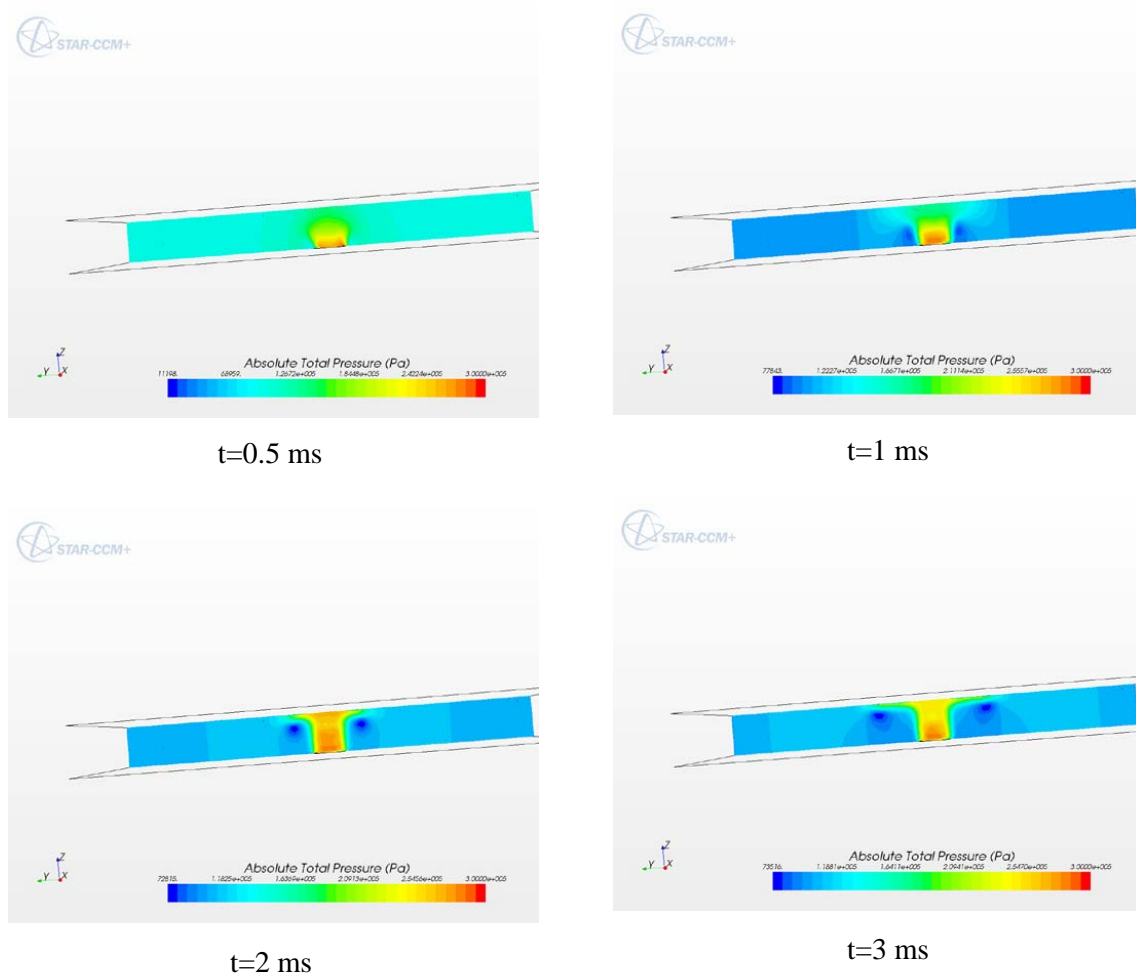 STAR-CCM+
Z
Y X
Absolute Total Pressure (Pa)
11198. 68959. 1.2672e+005 1.8448e+005 2.4224e+005 3.0000e+005
t=0.5 ms
STAR-CCM+
Z
Y X
Absolute Total Pressure (Pa)
77843. 1.2227e+005 1.6671e+005 2.1114e+005 2.5557e+005 3.0000e+005
t=1 ms
STAR-CCM+
Z
Y X
Absolute Total Pressure (Pa)
72815. 1.1825e+005 1.6369e+005 2.0913e+005 2.5456e+005 3.0000e+005
t=2 ms
STAR-CCM+
Z
Y X
Absolute Total Pressure (Pa)
73516. 1.1881e+005 1.6411e+005 2.0941e+005 2.5470e+005 3.0000e+005
t=3 ms